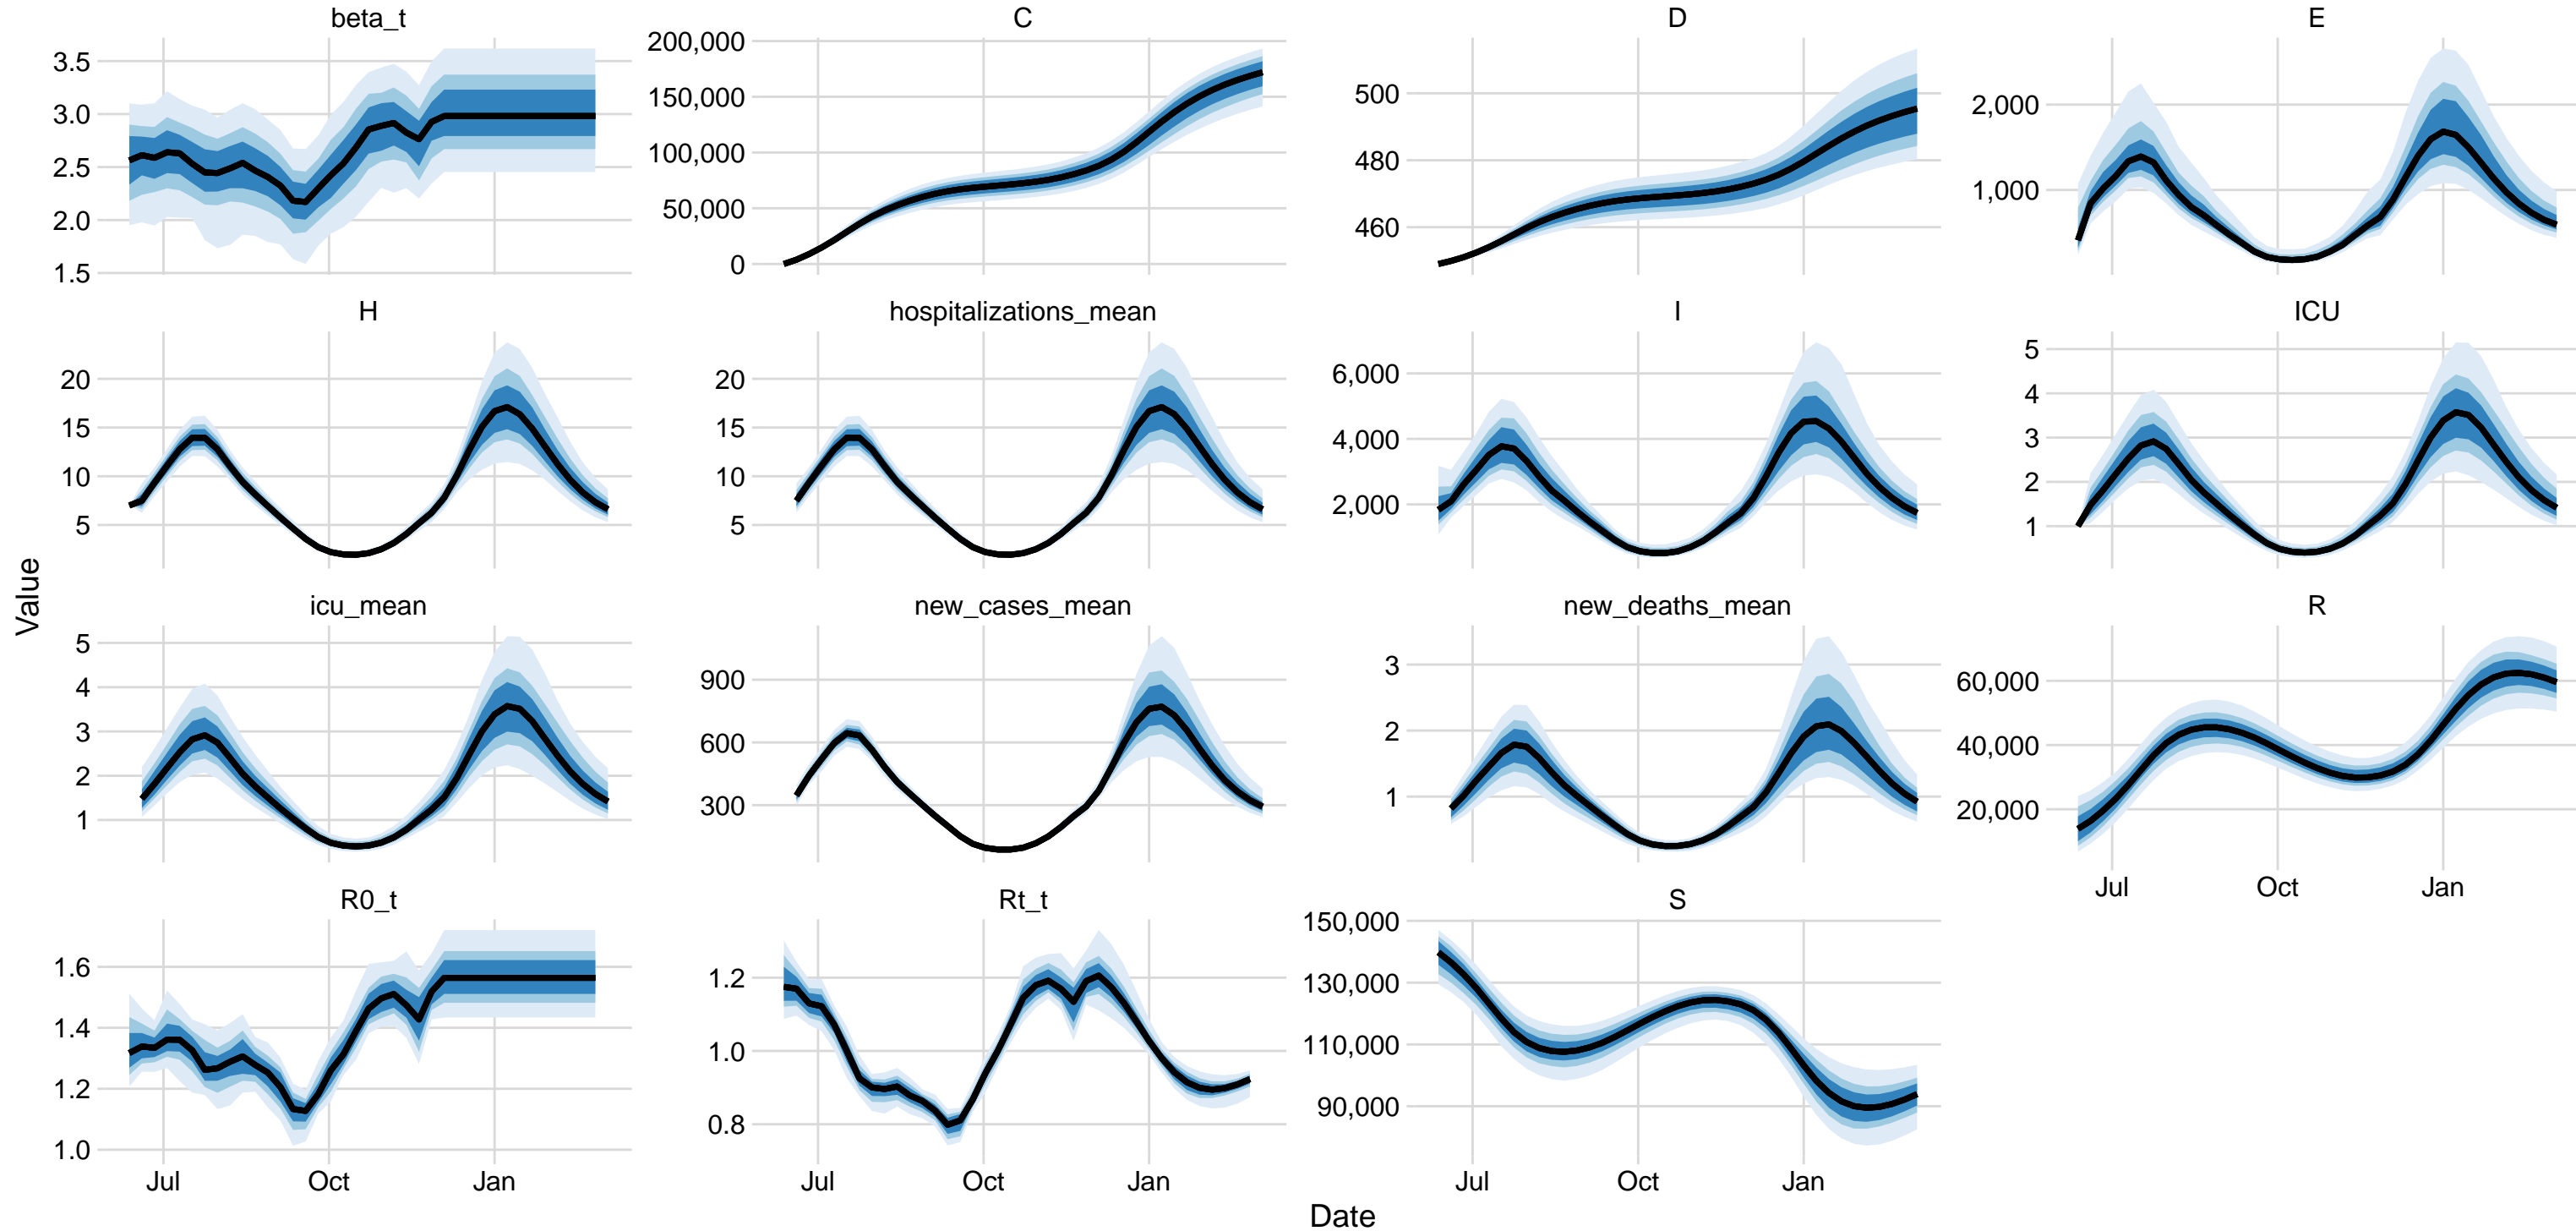 beta_t
C
D
E
3.5
3.0
2.5
2.0
1.5
200,000
150,000
100,000
50,000
0
500
480
460
2,000
1,000
H
hospitalizations_mean
I
ICU
20
15
10
5
20
15
10
5
6,000
4,000
2,000
5
4
3
2
1
Value
icu_mean
new_cases_mean
new_deaths_mean
R
5
4
3
2
1
900
600
300
3
2
1
60,000
40,000
20,000
Jul
Oct
Jan
R0_t
Rt_t
S
1.6
1.4
1.2
1.0
1.2
1.0
0.8
150,000
130,000
110,000
90,000
Jul
Oct
Jan
Jul
Oct
Jan
Jul
Oct
Jan
Date